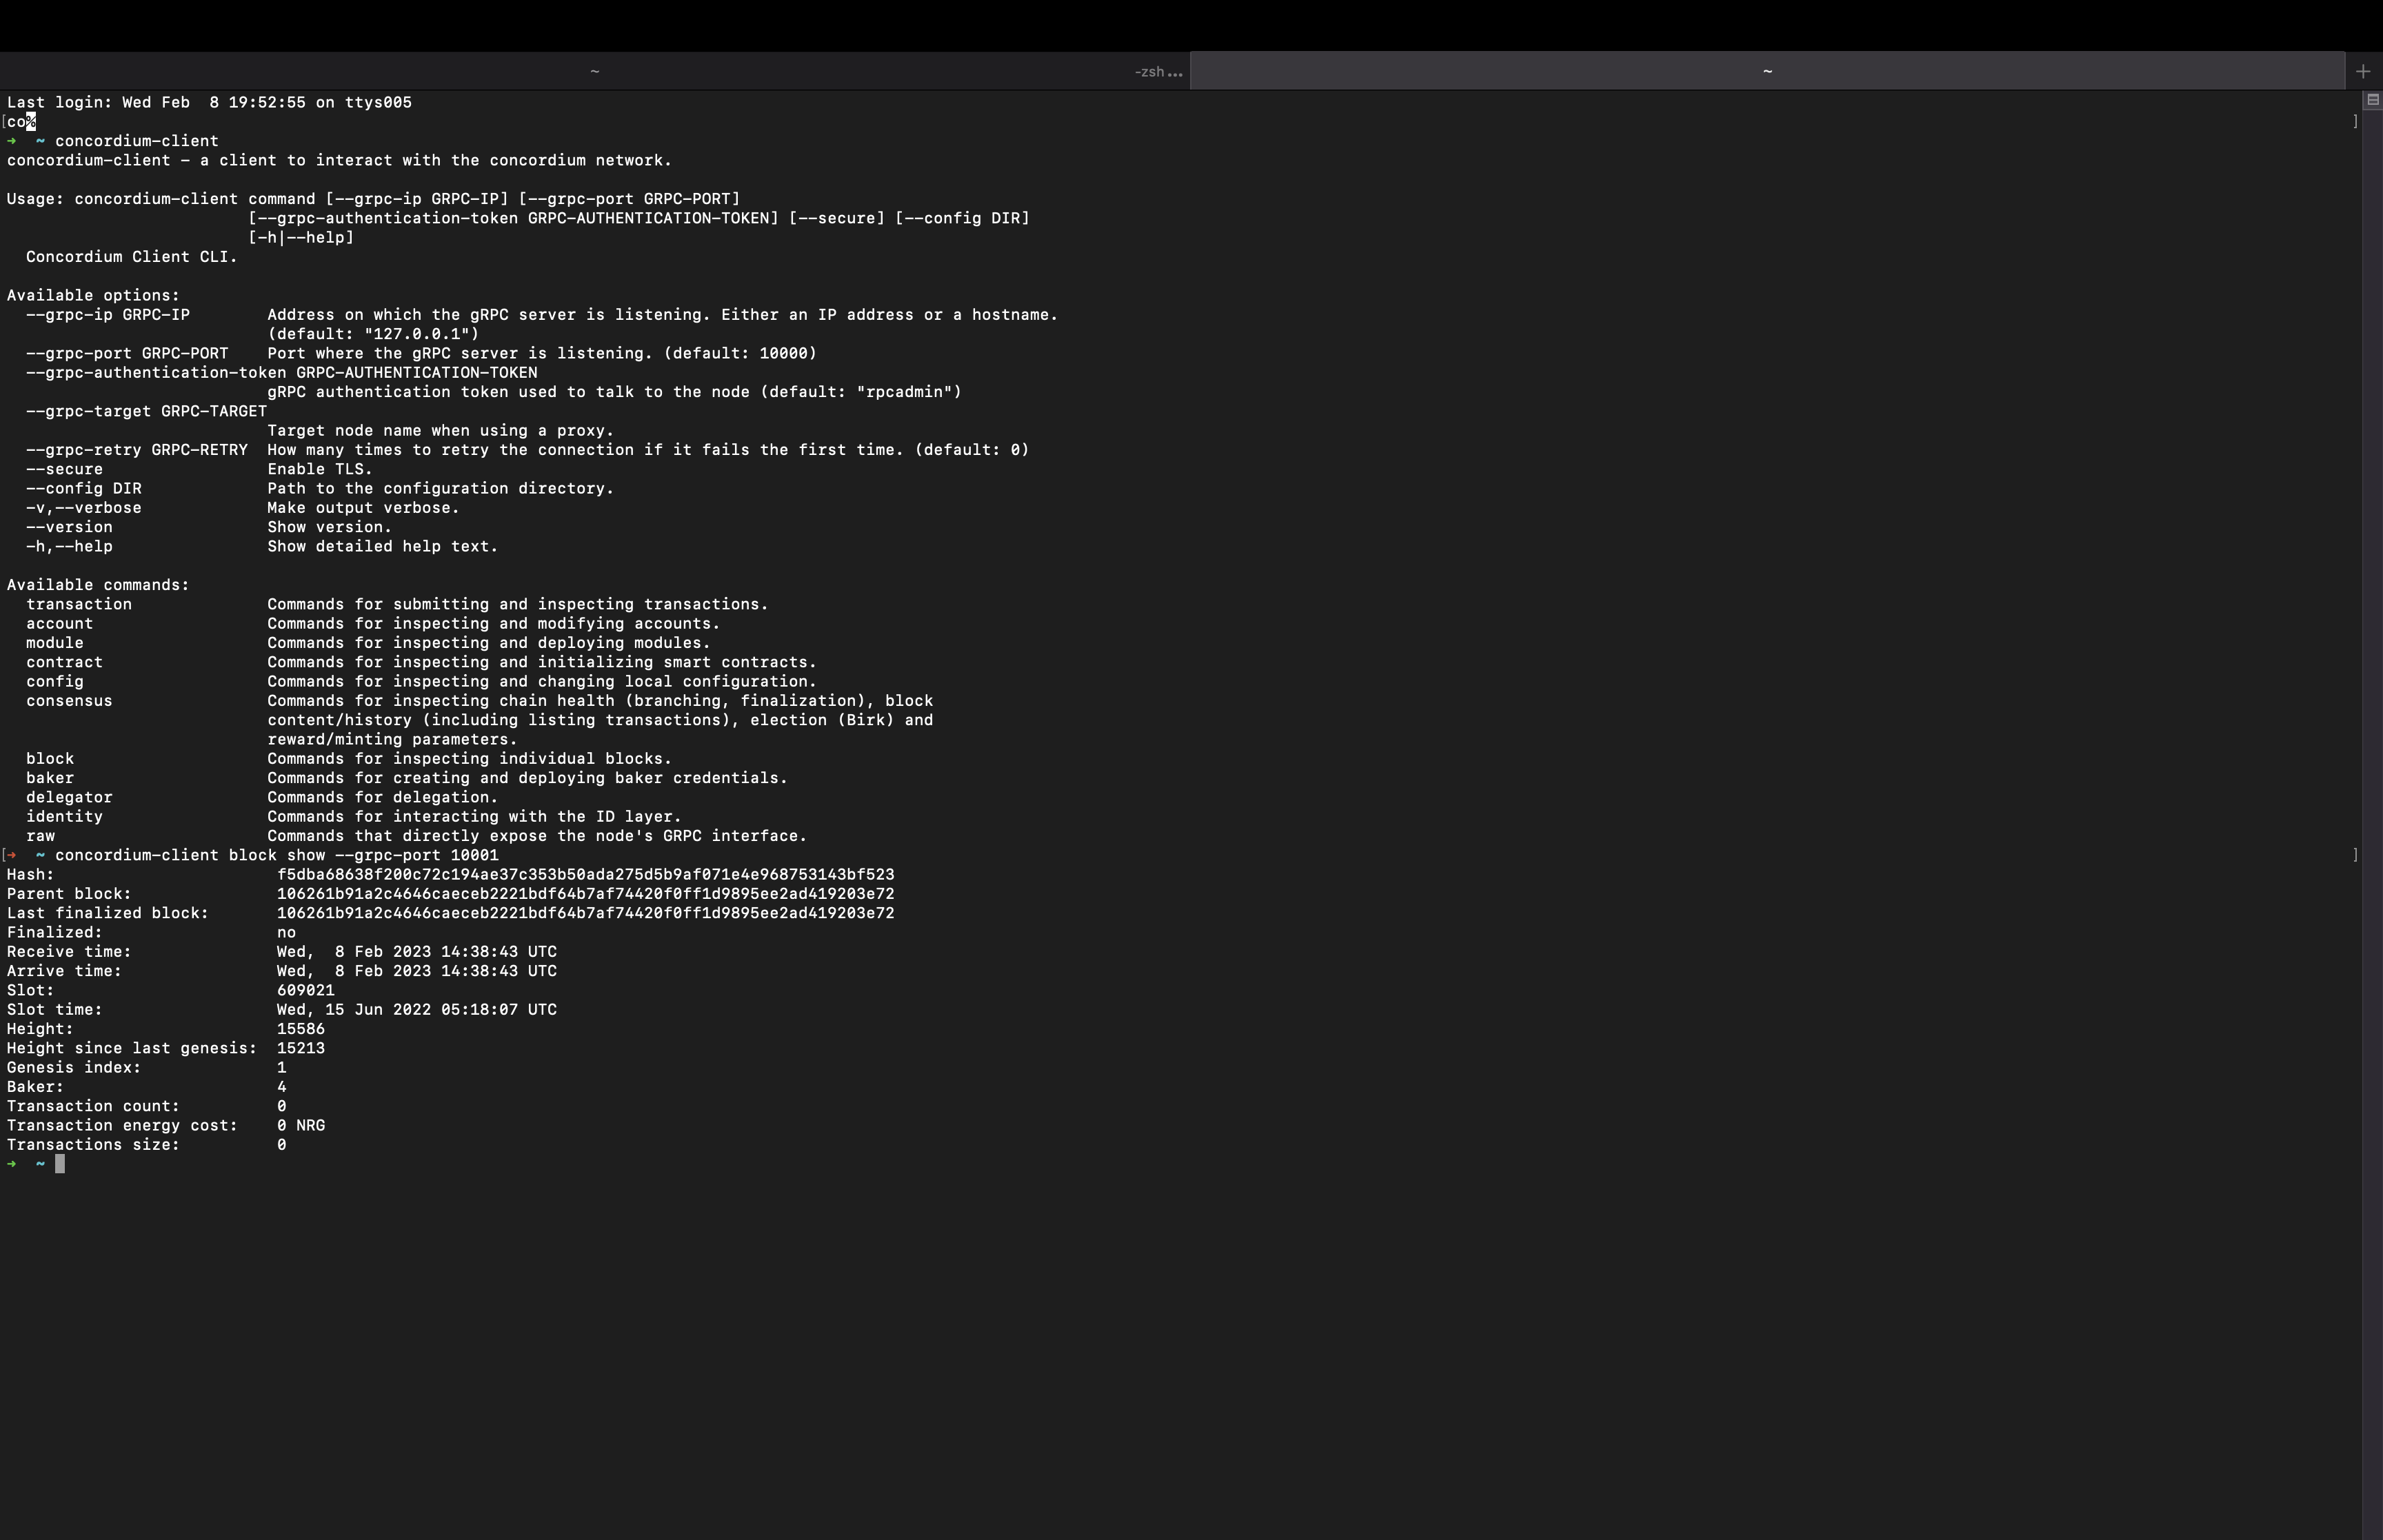 ~ -zsh... ~ +
Last login: Wed Feb  8 19:52:55 on ttys005
[co% ]
➜  ~ concordium-client
concordium-client – a client to interact with the concordium network.

Usage: concordium-client command [--grpc-ip GRPC-IP] [--grpc-port GRPC-PORT]
                         [--grpc-authentication-token GRPC-AUTHENTICATION-TOKEN] [--secure] [--config DIR]
                         [-h|--help]
  Concordium Client CLI.

Available options:
  --grpc-ip GRPC-IP        Address on which the gRPC server is listening. Either an IP address or a hostname.
                           (default: "127.0.0.1")
  --grpc-port GRPC-PORT    Port where the gRPC server is listening. (default: 10000)
  --grpc-authentication-token GRPC-AUTHENTICATION-TOKEN
                           gRPC authentication token used to talk to the node (default: "rpcadmin")
  --grpc-target GRPC-TARGET
                           Target node name when using a proxy.
  --grpc-retry GRPC-RETRY  How many times to retry the connection if it fails the first time. (default: 0)
  --secure                 Enable TLS.
  --config DIR             Path to the configuration directory.
  -v,--verbose             Make output verbose.
  --version                Show version.
  -h,--help                Show detailed help text.

Available commands:
  transaction              Commands for submitting and inspecting transactions.
  account                  Commands for inspecting and modifying accounts.
  module                   Commands for inspecting and deploying modules.
  contract                 Commands for inspecting and initializing smart contracts.
  config                   Commands for inspecting and changing local configuration.
  consensus                Commands for inspecting chain health (branching, finalization), block
                           content/history (including listing transactions), election (Birk) and
                           reward/minting parameters.
  block                    Commands for inspecting individual blocks.
  baker                    Commands for creating and deploying baker credentials.
  delegator                Commands for delegation.
  identity                 Commands for interacting with the ID layer.
  raw                      Commands that directly expose the node's GRPC interface.
[➜  ~ concordium-client block show --grpc-port 10001 ]
Hash:                       f5dba68638f200c72c194ae37c353b50ada275d5b9af071e4e968753143bf523
Parent block:               106261b91a2c4646caeceb2221bdf64b7af74420f0ff1d9895ee2ad419203e72
Last finalized block:       106261b91a2c4646caeceb2221bdf64b7af74420f0ff1d9895ee2ad419203e72
Finalized:                  no
Receive time:               Wed,  8 Feb 2023 14:38:43 UTC
Arrive time:                Wed,  8 Feb 2023 14:38:43 UTC
Slot:                       609021
Slot time:                  Wed, 15 Jun 2022 05:18:07 UTC
Height:                     15586
Height since last genesis:  15213
Genesis index:              1
Baker:                      4
Transaction count:          0
Transaction energy cost:    0 NRG
Transactions size:          0
➜  ~